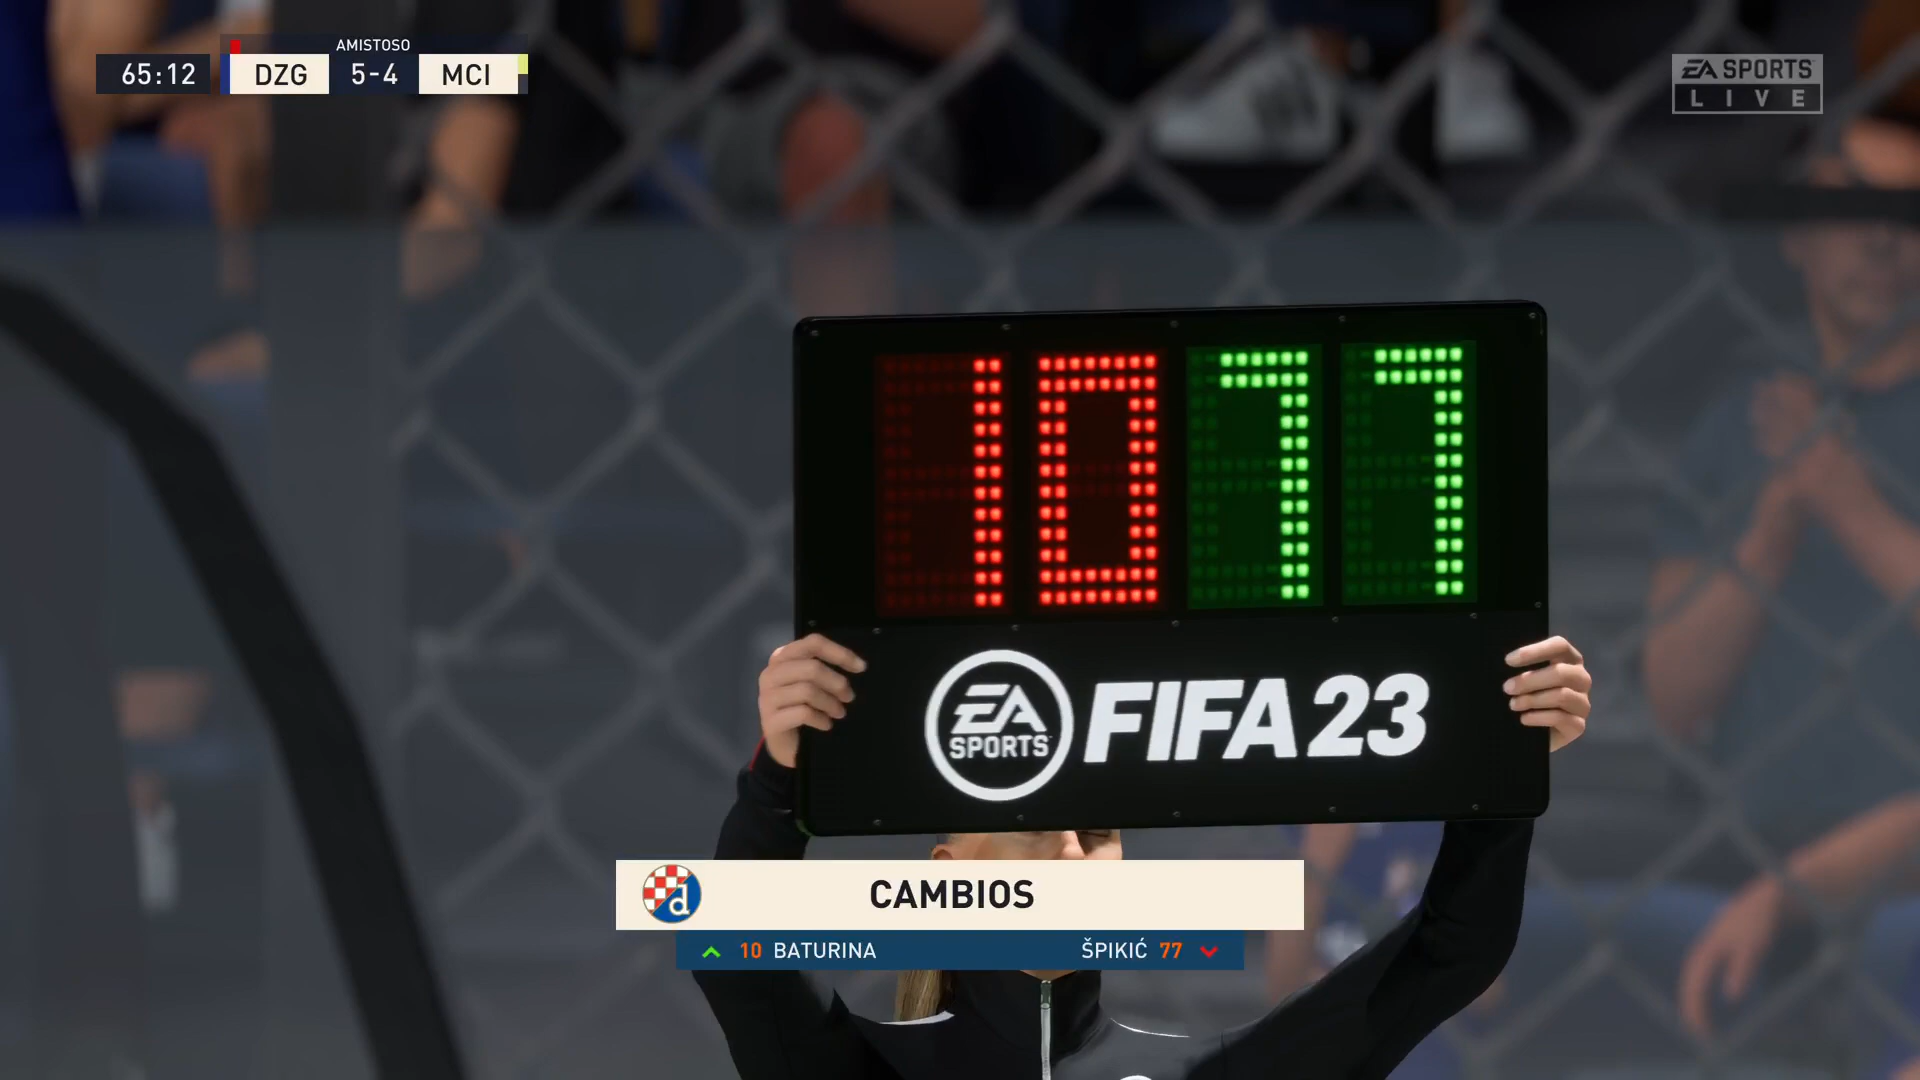 AMISTOSO
65:12 DZG 5-4 MCI
EA SPORTS
LIVE
10 77
EA SPORTS FIFA 23
CAMBIOS
10 BATURINA ŠPIKIĆ 77